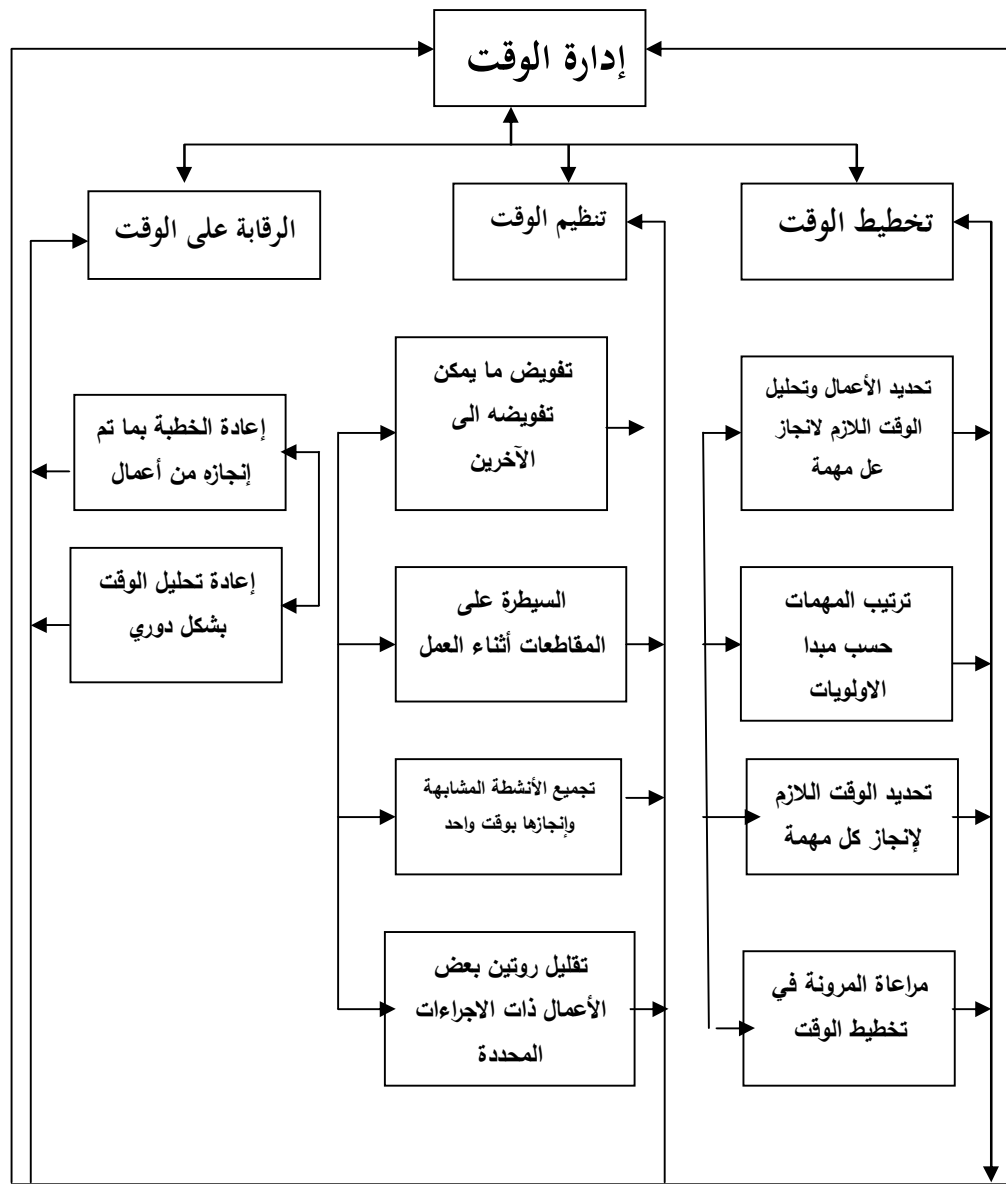 إدارة الوقت
تخطيط الوقت
تنظيم الوقت
الرقابة على الوقت
تحديد الأعمال وتحليل
الوقت اللازم لانجاز
عل مهمة
ترتيب المهمات
حسب مبدا
الاولويات
تحديد الوقت اللازم
لإنجاز كل مهمة
مراعاة المرونة في
تخطيط الوقت
تفويض ما يمكن
تفويضه الى
الآخرين
السيطرة على
المقاطعات أثناء العمل
تجميع الأنشطة المشابهة
وإنجازها بوقت واحد
تقليل روتين بعض
الأعمال ذات الاجراءات
المحددة
إعادة الخطبة بما تم
إنجازه من أعمال
إعادة تحليل الوقت
بشكل دوري